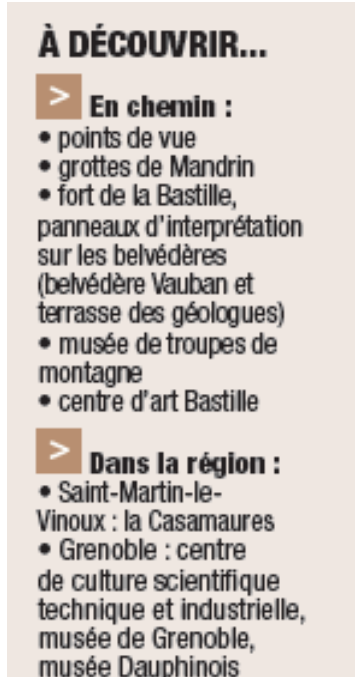 À DÉCOUVRIR...
> En chemin :
• points de vue
• grottes de Mandrin
• fort de la Bastille,
panneaux d'interprétation
sur les belvédères
(belvédère Vauban et
terrasse des géologues)
• musée de troupes de
montagne
• centre d'art Bastille
> Dans la région :
• Saint-Martin-le-
Vinoux : la Casamaures
• Grenoble : centre
de culture scientifique
technique et industrielle,
musée de Grenoble,
musée Dauphinois